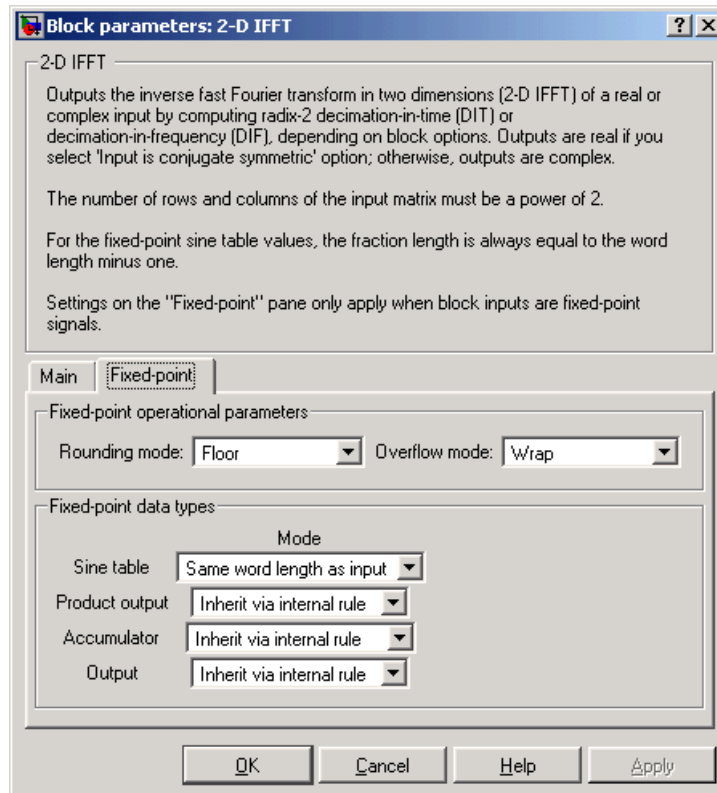 Block parameters: 2-D IFFT
2-D IFFT
Outputs the inverse fast Fourier transform in two dimensions (2-D IFFT) of a real or
complex input by computing radix-2 decimation-in-time (DIT) or
decimation-in-frequency (DIF), depending on block options. Outputs are real if you
select 'Input is conjugate symmetric' option; otherwise, outputs are complex.
The number of rows and columns of the input matrix must be a power of 2.
For the fixed-point sine table values, the fraction length is always equal to the word
length minus one.
Settings on the "Fixed-point" pane only apply when block inputs are fixed-point
signals.
Main Fixed-point
Fixed-point operational parameters
Rounding mode: Floor Overflow mode: Wrap
Fixed-point data types
Mode
Sine table Same word length as input
Product output Inherit via internal rule
Accumulator Inherit via internal rule
Output Inherit via internal rule
OK Cancel Help Apply